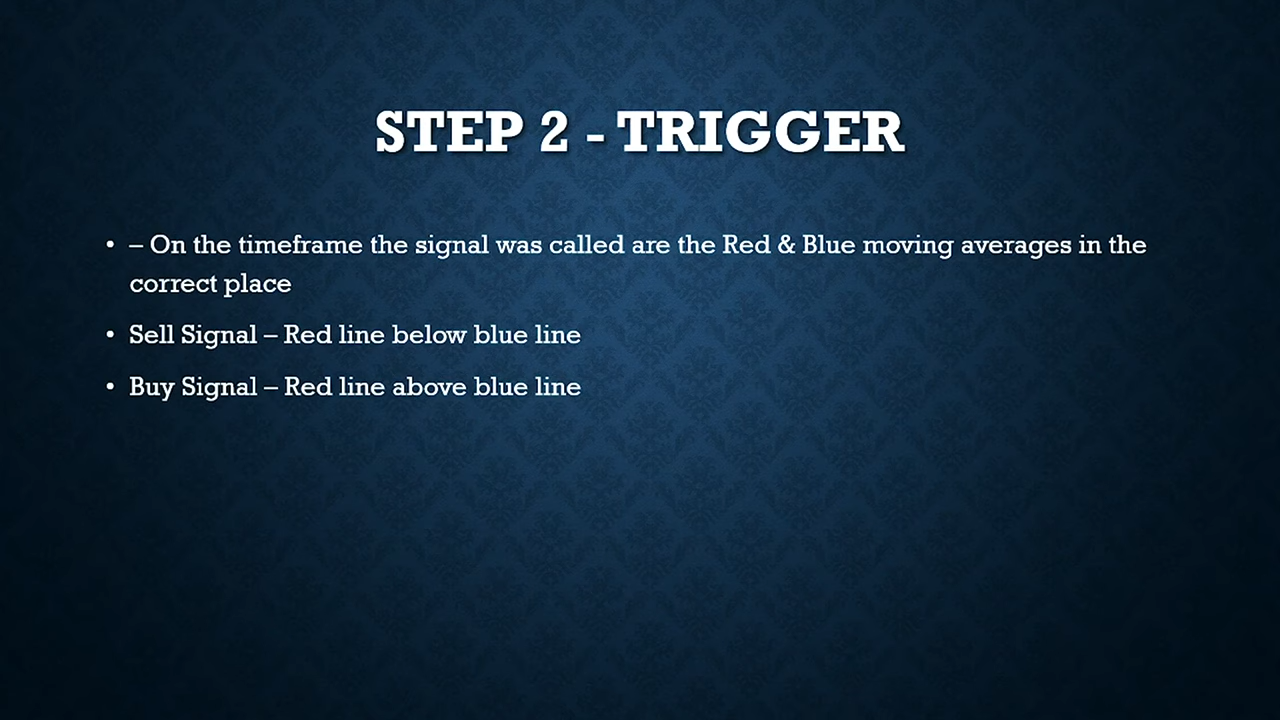 STEP 2 - TRIGGER
• – On the timeframe the signal was called are the Red & Blue moving averages in the
correct place
• Sell Signal – Red line below blue line
• Buy Signal – Red line above blue line